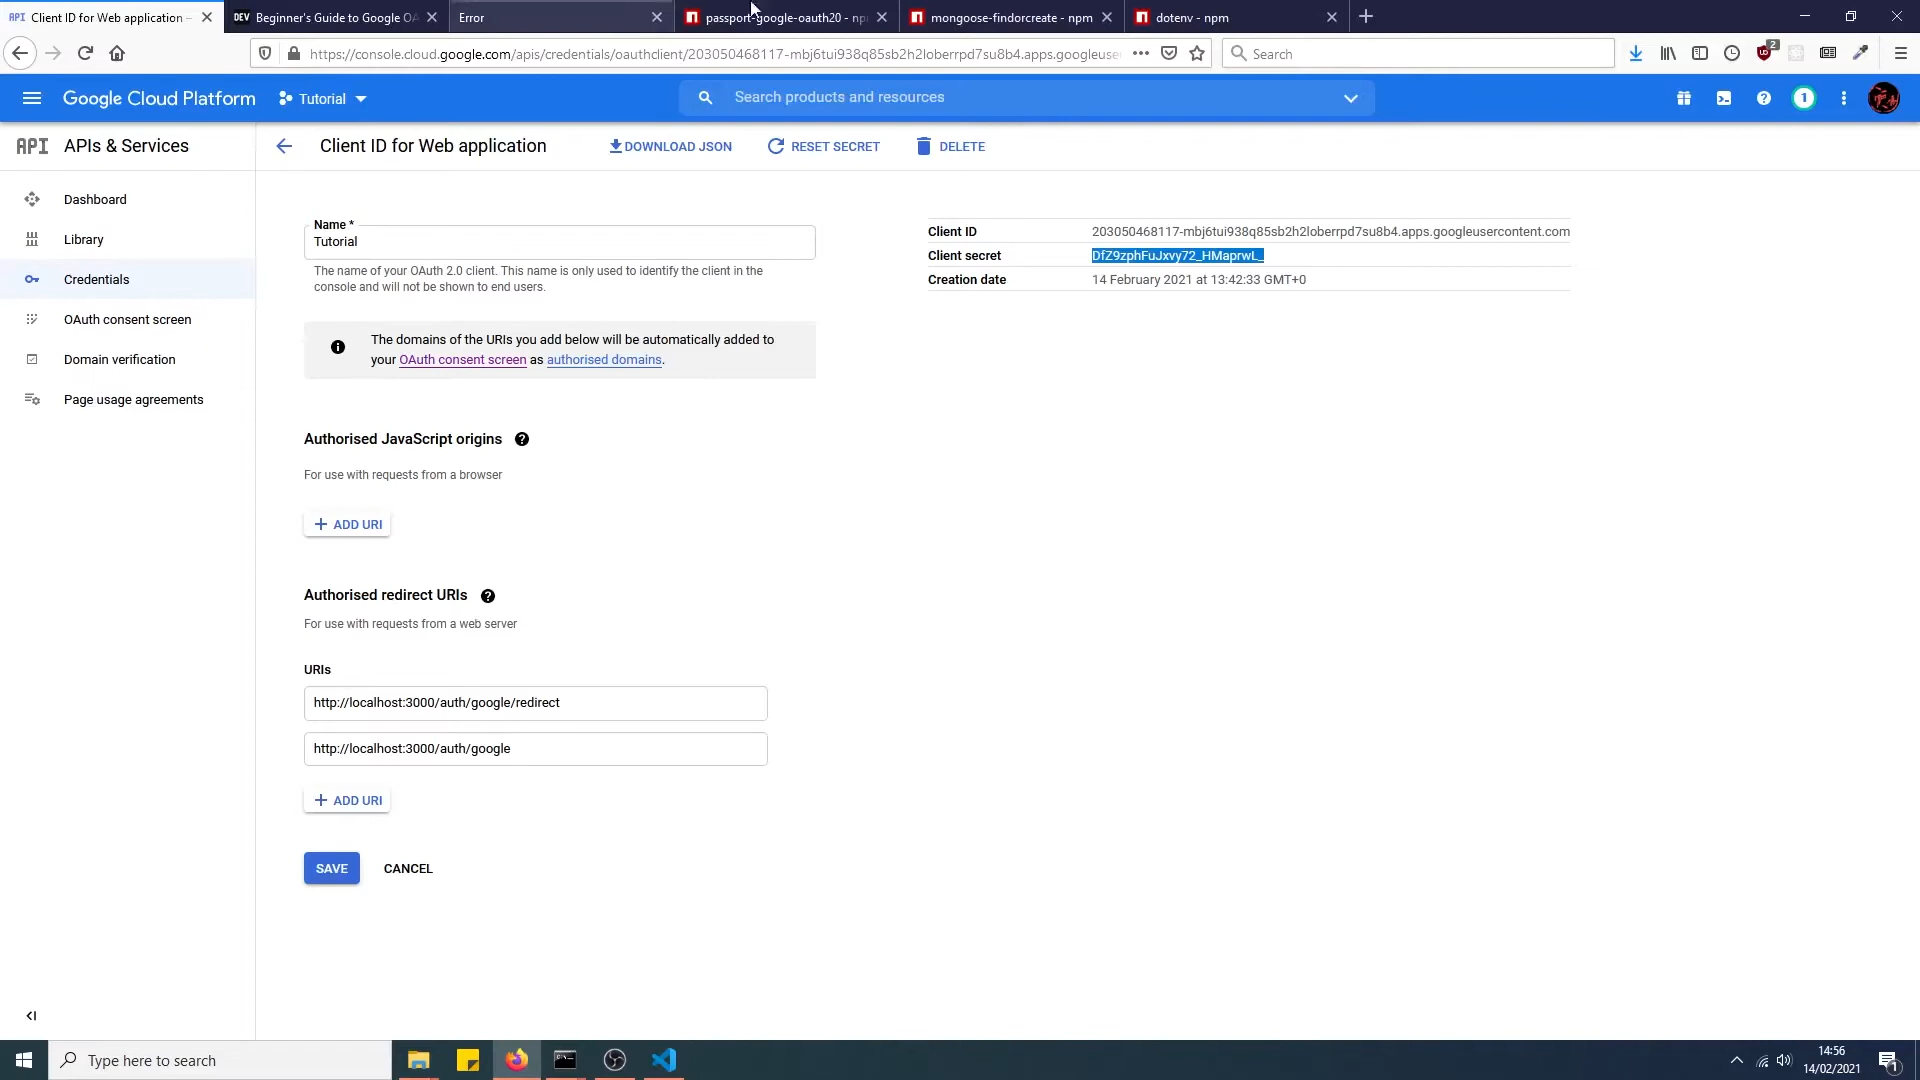 Client ID for Web application –
DEV Beginner's Guide to Google OA
Error
passport-google-oauth20 - np
mongoose-findorcreate - npm
dotenv - npm
https://console.cloud.google.com/apis/credentials/oauthclient/203050468117-mbj6tui938q85sb2h2loberrpd7su8b4.apps.googleuse
Search
2
Google Cloud Platform
Tutorial
Search products and resources
1
API APIs & Services
Client ID for Web application
DOWNLOAD JSON
RESET SECRET
DELETE
Dashboard
Library
Credentials
OAuth consent screen
Domain verification
Page usage agreements
Name *
Tutorial
The name of your OAuth 2.0 client. This name is only used to identify the client in the
console and will not be shown to end users.
The domains of the URIs you add below will be automatically added to
your OAuth consent screen as authorised domains.
Client ID 203050468117-mbj6tui938q85sb2h2loberrpd7su8b4.apps.googleusercontent.com
Client secret DfZ9zphFuJxvy72_HMaprwL_
Creation date 14 February 2021 at 13:42:33 GMT+0
Authorised JavaScript origins
For use with requests from a browser
ADD URI
Authorised redirect URIs
For use with requests from a web server
URIs
http://localhost:3000/auth/google/redirect
http://localhost:3000/auth/google
ADD URI
SAVE
CANCEL
Type here to search
14:56
14/02/2021
1